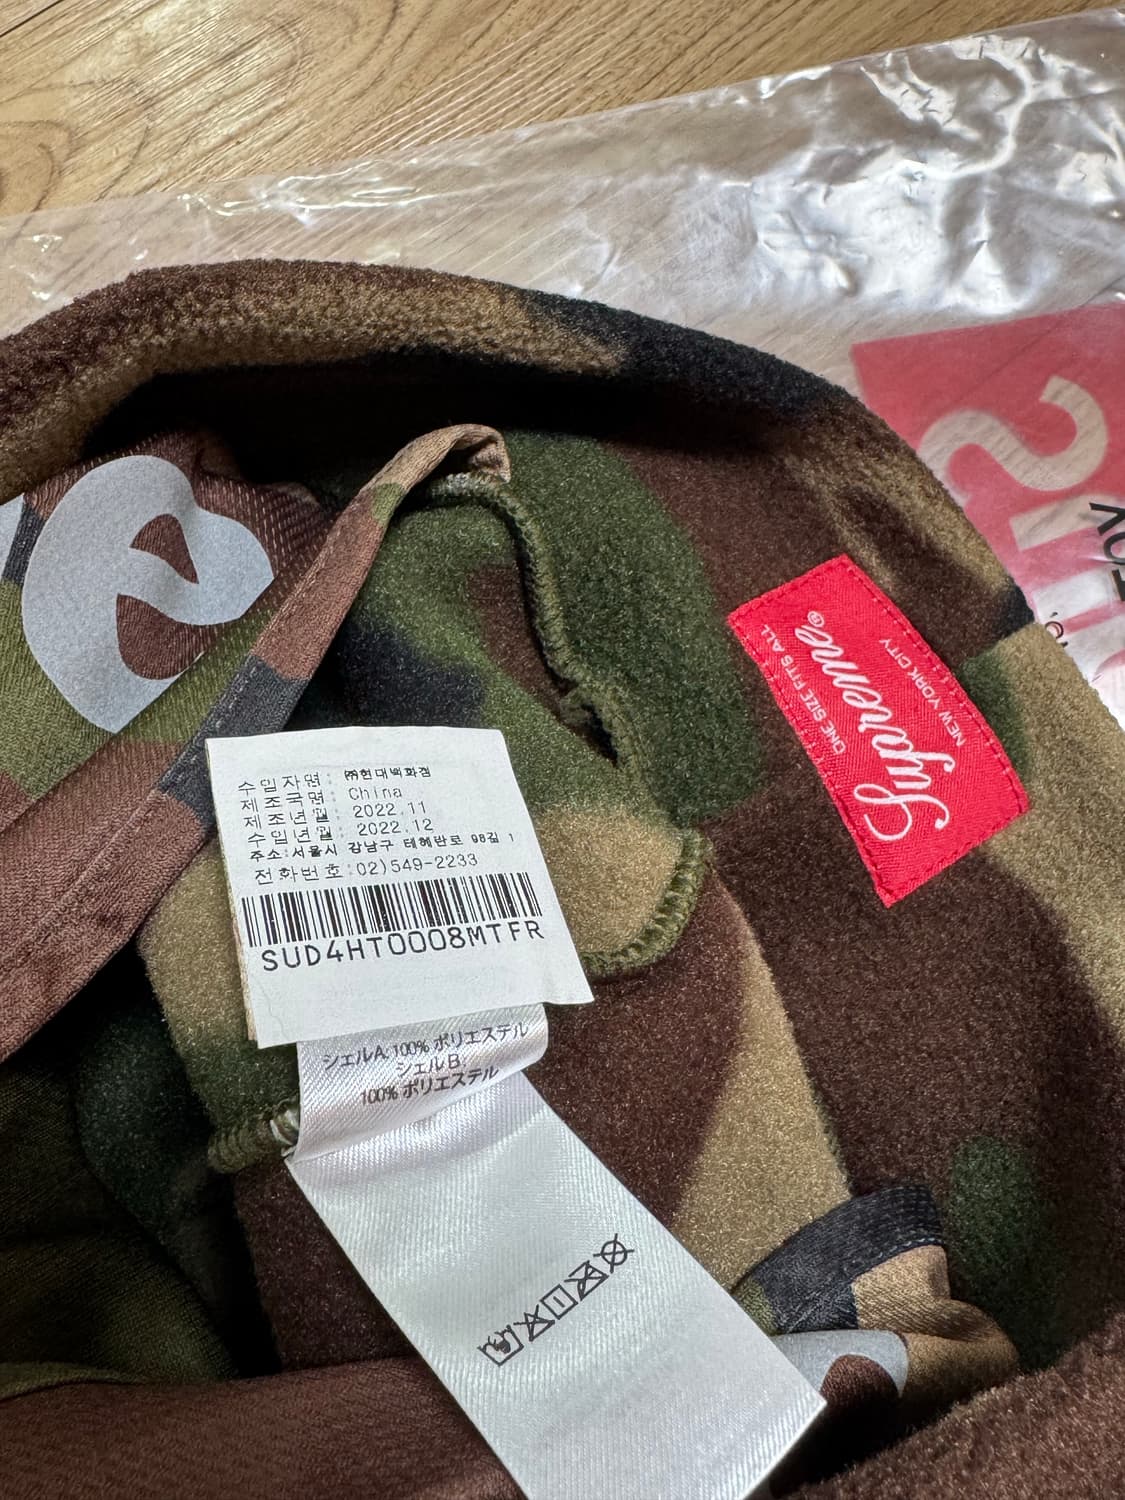 수입자명: ㈜현대백화점
제조국명: China
제조년월: 2022.11
수입년월: 2022.12
주소:서울시 강남구 테헤란로 98길 1
전화번호:02)549-2233
SUD4HT0008MTFR
シェルA: 100% ポリエステル
シェルB:
100% ポリエステル
ONE SIZE FITS ALL
Supreme®
NEW YORK CITY